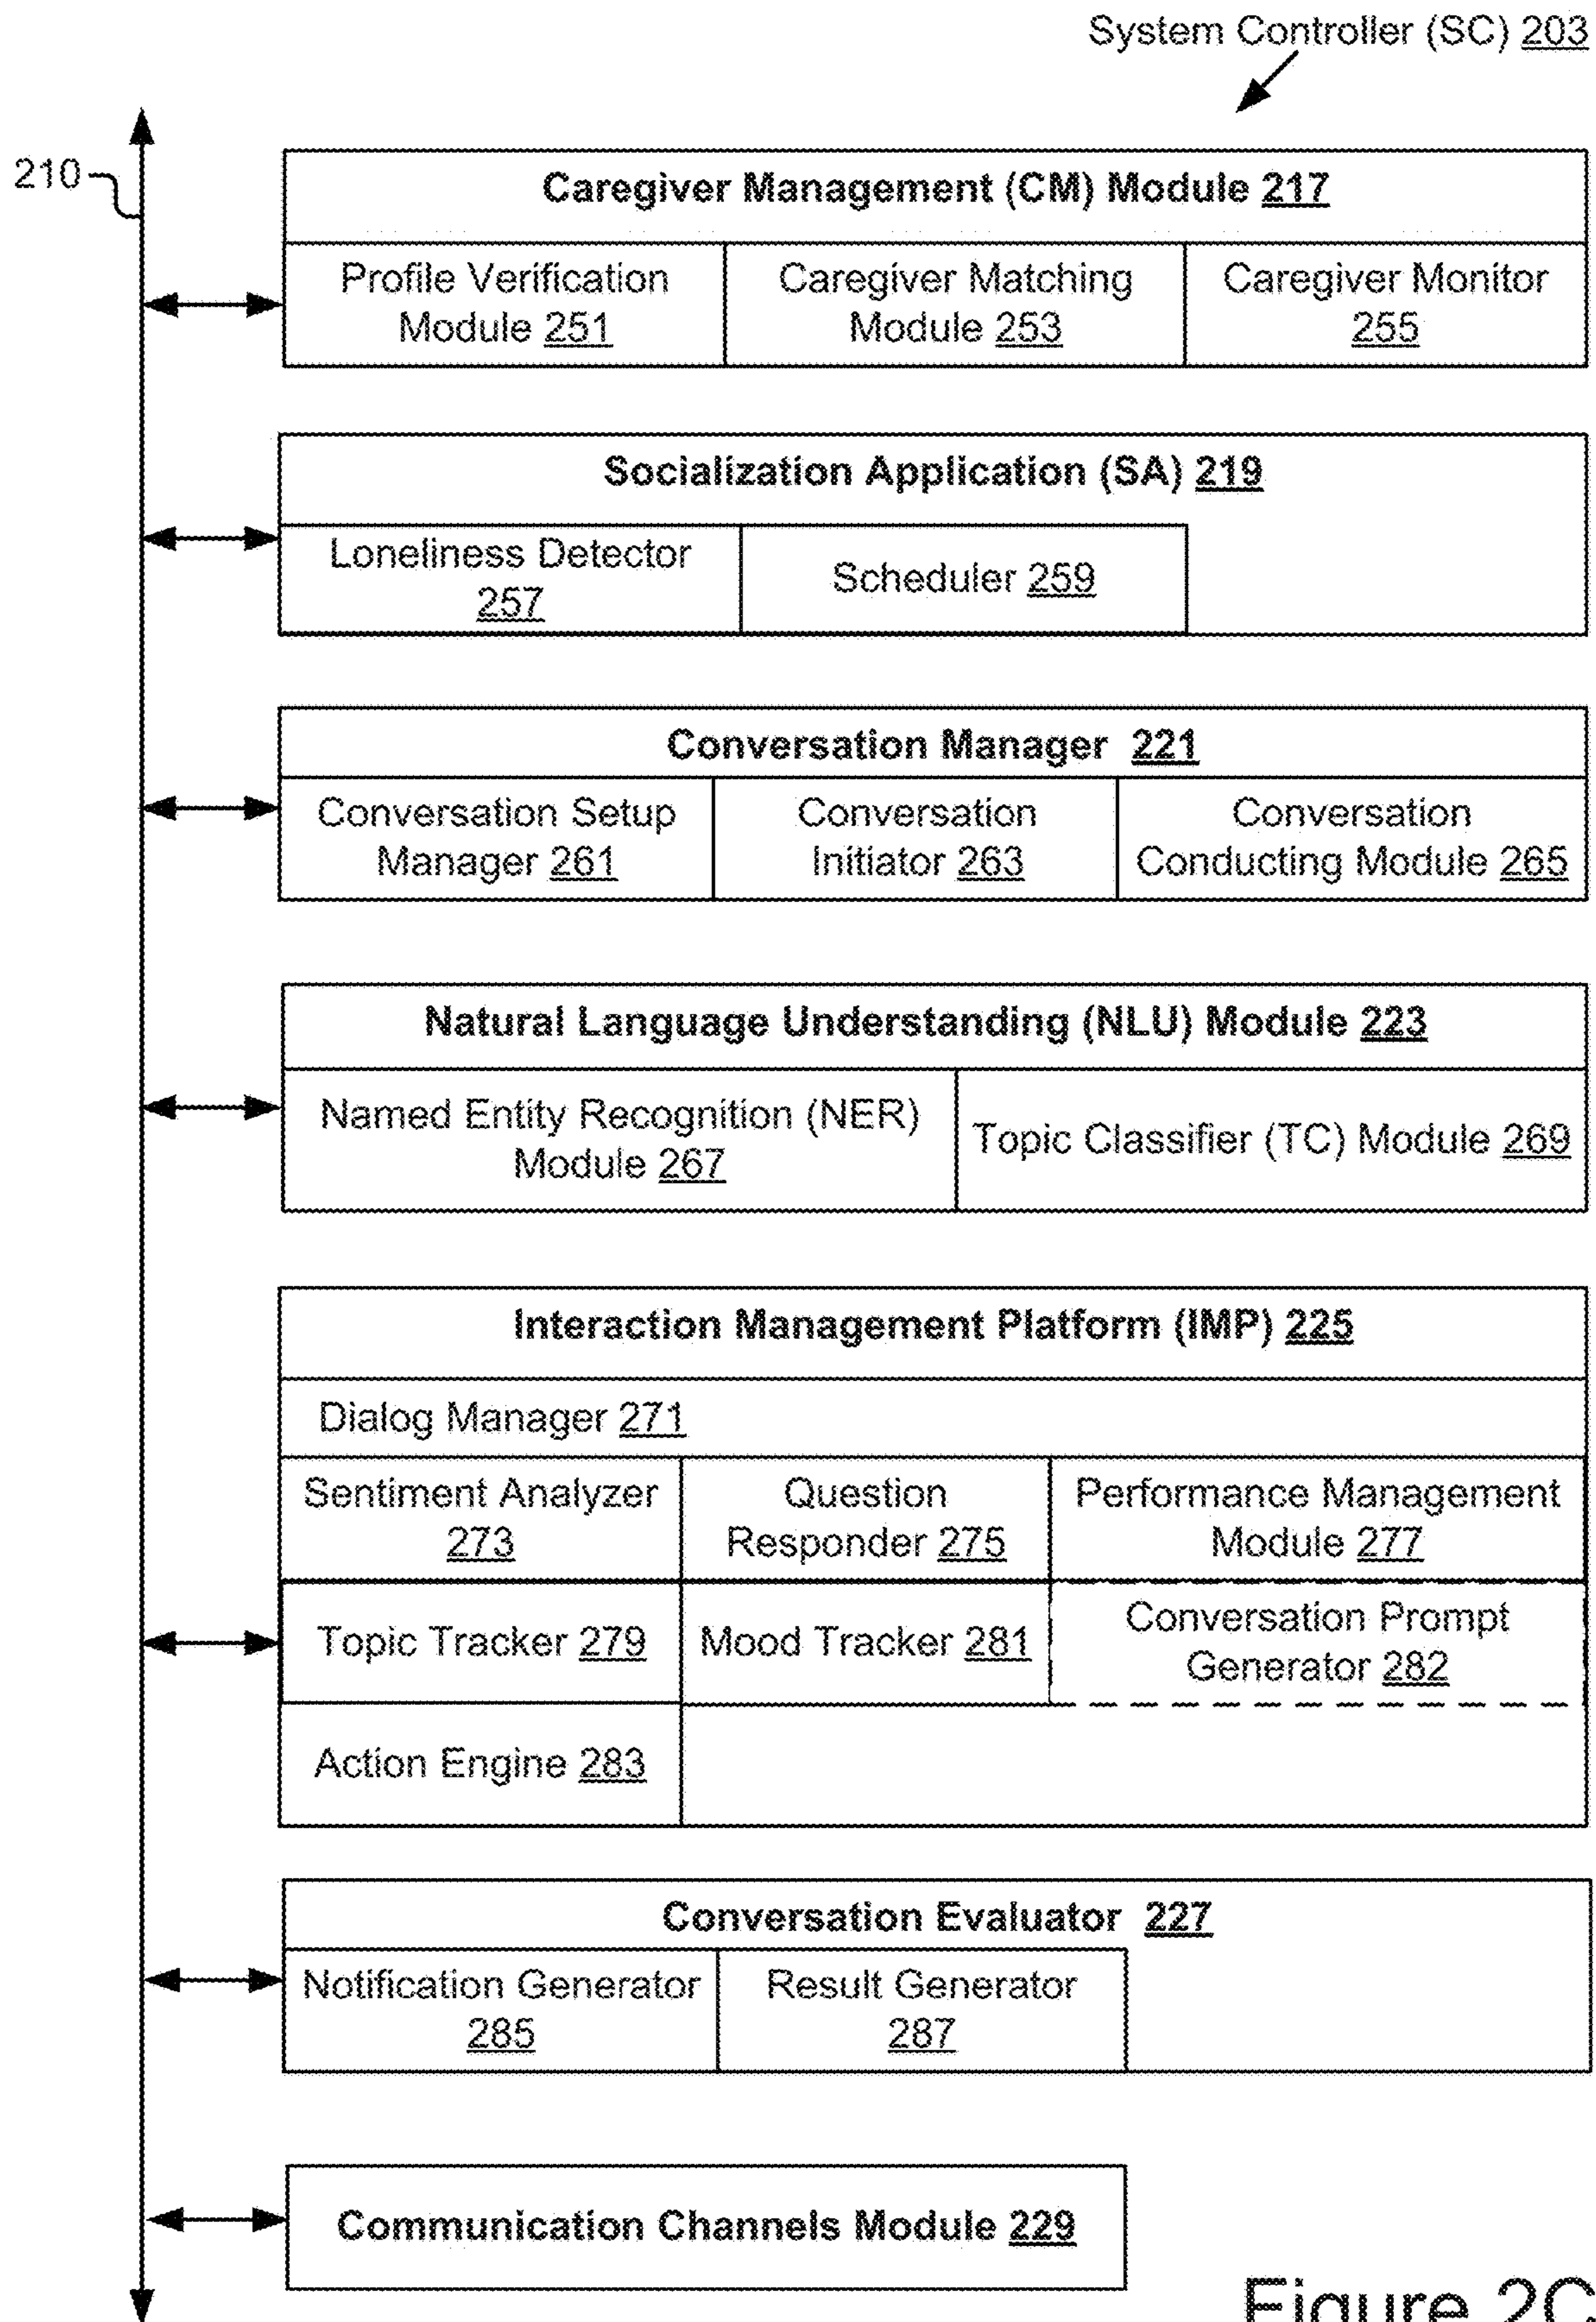 System Controller (SC) 203
210
Caregiver Management (CM) Module 217
Profile Verification
Module 251
Caregiver Matching
Module 253
Caregiver Monitor
255
Socialization Application (SA) 219
Loneliness Detector
257
Scheduler 259
Conversation Manager 221
Conversation Setup
Manager 261
Conversation
Initiator 263
Conversation
Conducting Module 265
Natural Language Understanding (NLU) Module 223
Named Entity Recognition (NER)
Module 267
Topic Classifier (TC) Module 269
Interaction Management Platform (IMP) 225
Dialog Manager 271
Sentiment Analyzer
273
Question
Responder 275
Performance Management
Module 277
Topic Tracker 279
Mood Tracker 281
Conversation Prompt
Generator 282
Action Engine 283
Conversation Evaluator 227
Notification Generator
285
Result Generator
287
Communication Channels Module 229
Figure 2C